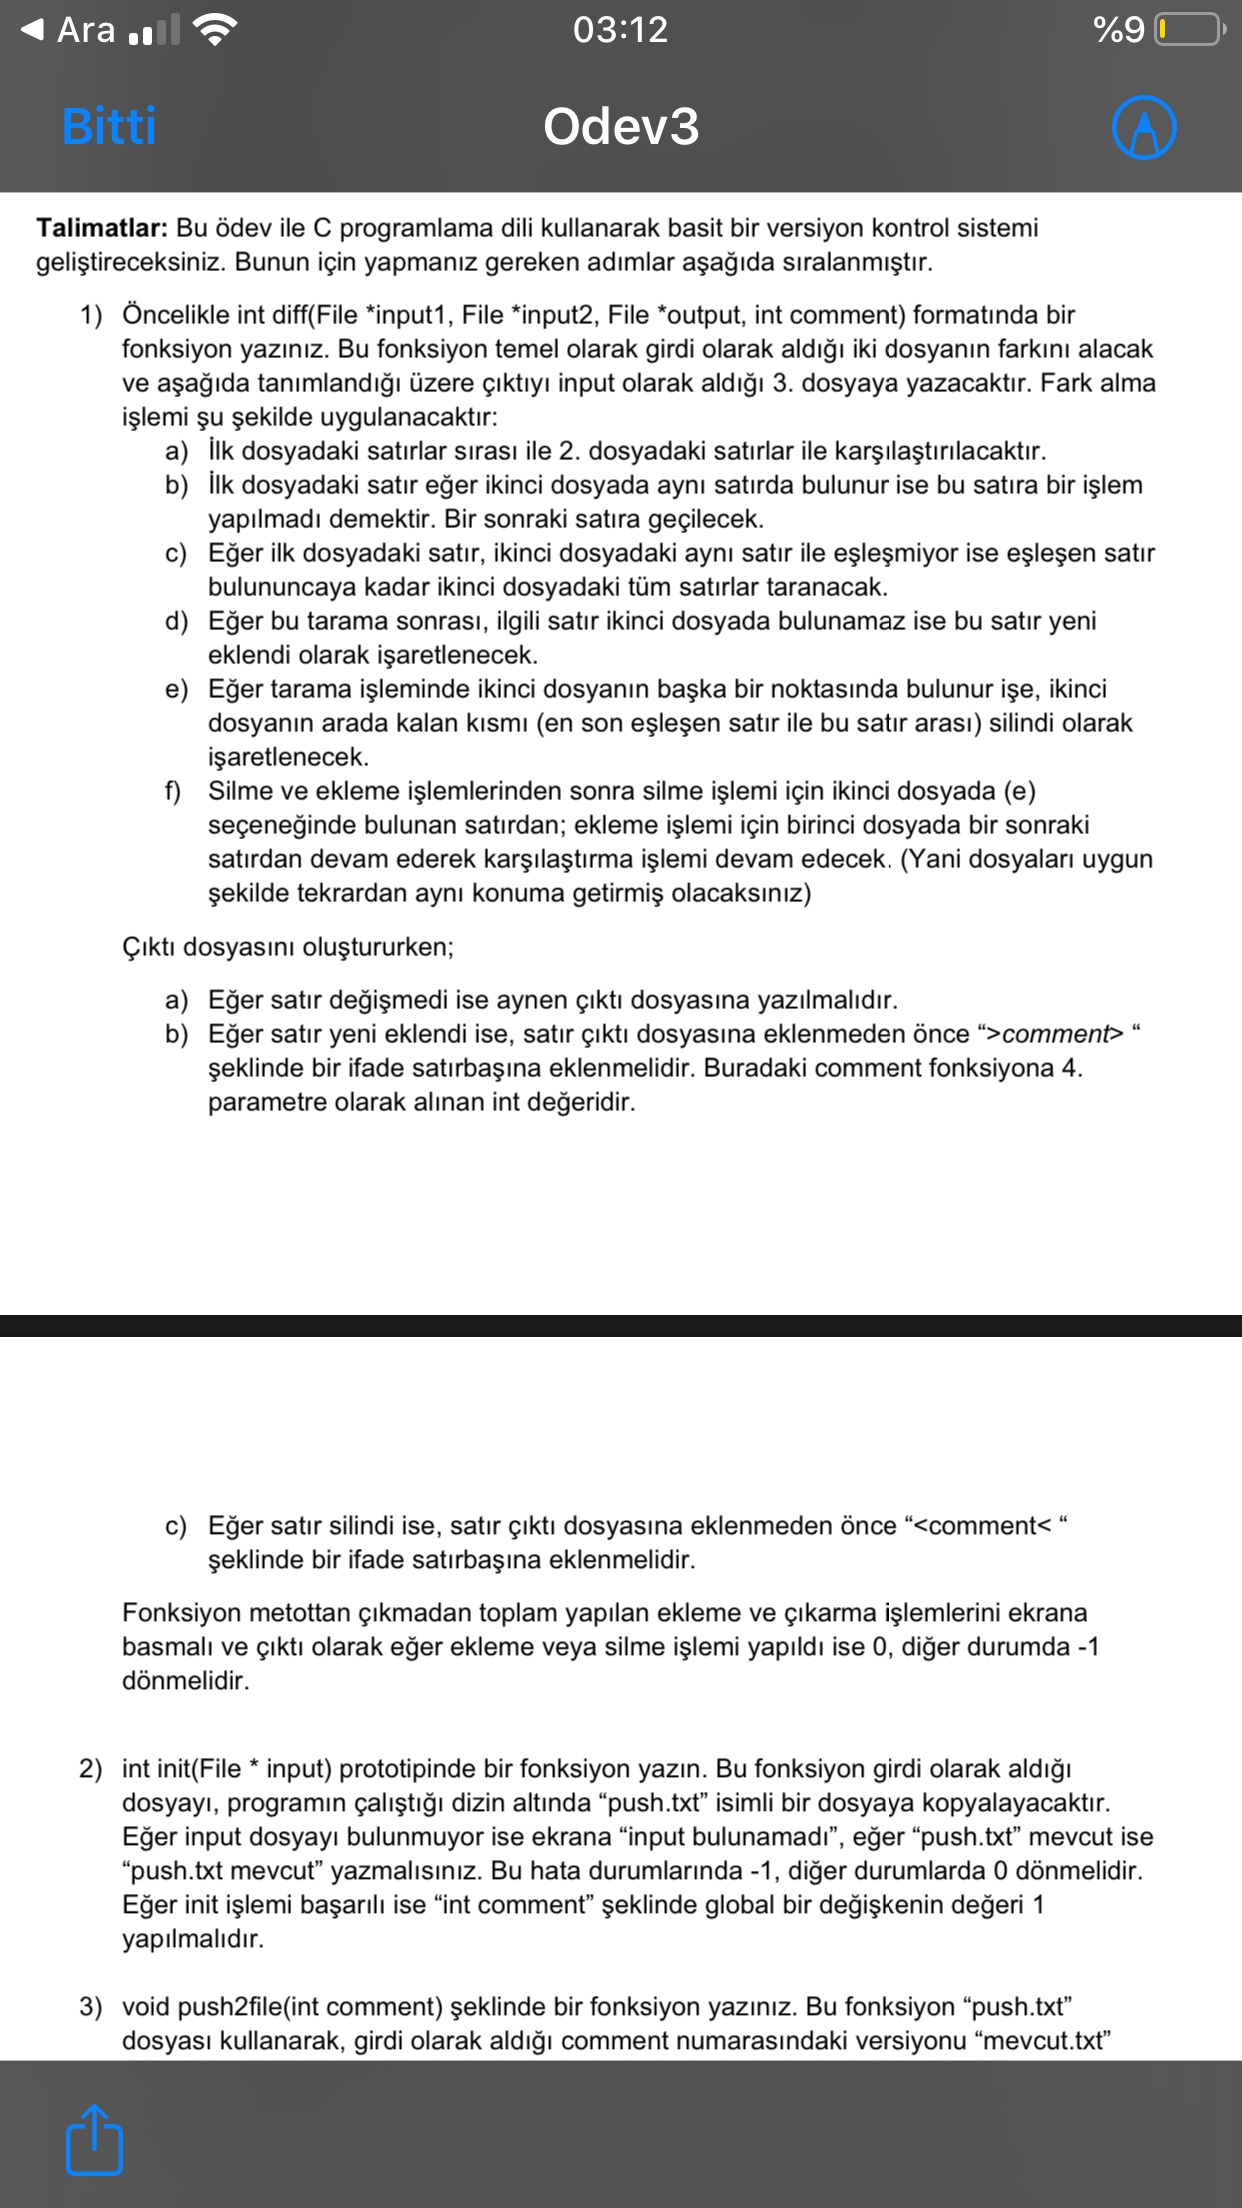 Ara
03:12
%9
Bitti
Odev3
Talimatlar: Bu ödev ile C programlama dili kullanarak basit bir versiyon kontrol sistemi
geliştireceksiniz. Bunun için yapmanız gereken adımlar aşağıda sıralanmıştır.
1) Öncelikle int diff(File *input1, File *input2, File *output, int comment) formatında bir
fonksiyon yazınız. Bu fonksiyon temel olarak girdi olarak aldığı iki dosyanın farkını alacak
ve aşağıda tanımlandığı üzere çıktıyı input olarak aldığı 3. dosyaya yazacaktır. Fark alma
işlemi şu şekilde uygulanacaktır:
a) İlk dosyadaki satırlar sırası ile 2. dosyadaki satırlar ile karşılaştırılacaktır.
b) İlk dosyadaki satır eğer ikinci dosyada aynı satırda bulunur ise bu satıra bir işlem
yapılmadı demektir. Bir sonraki satıra geçilecek.
c) Eğer ilk dosyadaki satır, ikinci dosyadaki aynı satır ile eşleşmiyor ise eşleşen satır
bulununcaya kadar ikinci dosyadaki tüm satırlar taranacak.
d) Eğer bu tarama sonrası, ilgili satır ikinci dosyada bulunamaz ise bu satır yeni
eklendi olarak işaretlenecek.
e) Eğer tarama işleminde ikinci dosyanın başka bir noktasında bulunur işe, ikinci
dosyanın arada kalan kısmı (en son eşleşen satır ile bu satır arası) silindi olarak
işaretlenecek.
f) Silme ve ekleme işlemlerinden sonra silme işlemi için ikinci dosyada (e)
seçeneğinde bulunan satırdan; ekleme işlemi için birinci dosyada bir sonraki
satırdan devam ederek karşılaştırma işlemi devam edecek. (Yani dosyaları uygun
şekilde tekrardan aynı konuma getirmiş olacaksınız)
Çıktı dosyasını oluştururken;
a) Eğer satır değişmedi ise aynen çıktı dosyasına yazılmalıdır.
b) Eğer satır yeni eklendi ise, satır çıktı dosyasına eklenmeden önce “>comment> “
şeklinde bir ifade satırbaşına eklenmelidir. Buradaki comment fonksiyona 4.
parametre olarak alınan int değeridir.
c) Eğer satır silindi ise, satır çıktı dosyasına eklenmeden önce “<comment< “
şeklinde bir ifade satırbaşına eklenmelidir.
Fonksiyon metottan çıkmadan toplam yapılan ekleme ve çıkarma işlemlerini ekrana
basmalı ve çıktı olarak eğer ekleme veya silme işlemi yapıldı ise 0, diğer durumda -1
dönmelidir.
2) int init(File * input) prototipinde bir fonksiyon yazın. Bu fonksiyon girdi olarak aldığı
dosyayı, programın çalıştığı dizin altında “push.txt” isimli bir dosyaya kopyalayacaktır.
Eğer input dosyayı bulunmuyor ise ekrana “input bulunamadı”, eğer “push.txt” mevcut ise
“push.txt mevcut” yazmalısınız. Bu hata durumlarında -1, diğer durumlarda 0 dönmelidir.
Eğer init işlemi başarılı ise “int comment” şeklinde global bir değişkenin değeri 1
yapılmalıdır.
3) void push2file(int comment) şeklinde bir fonksiyon yazınız. Bu fonksiyon “push.txt”
dosyası kullanarak, girdi olarak aldığı comment numarasındaki versiyonu “mevcut.txt”